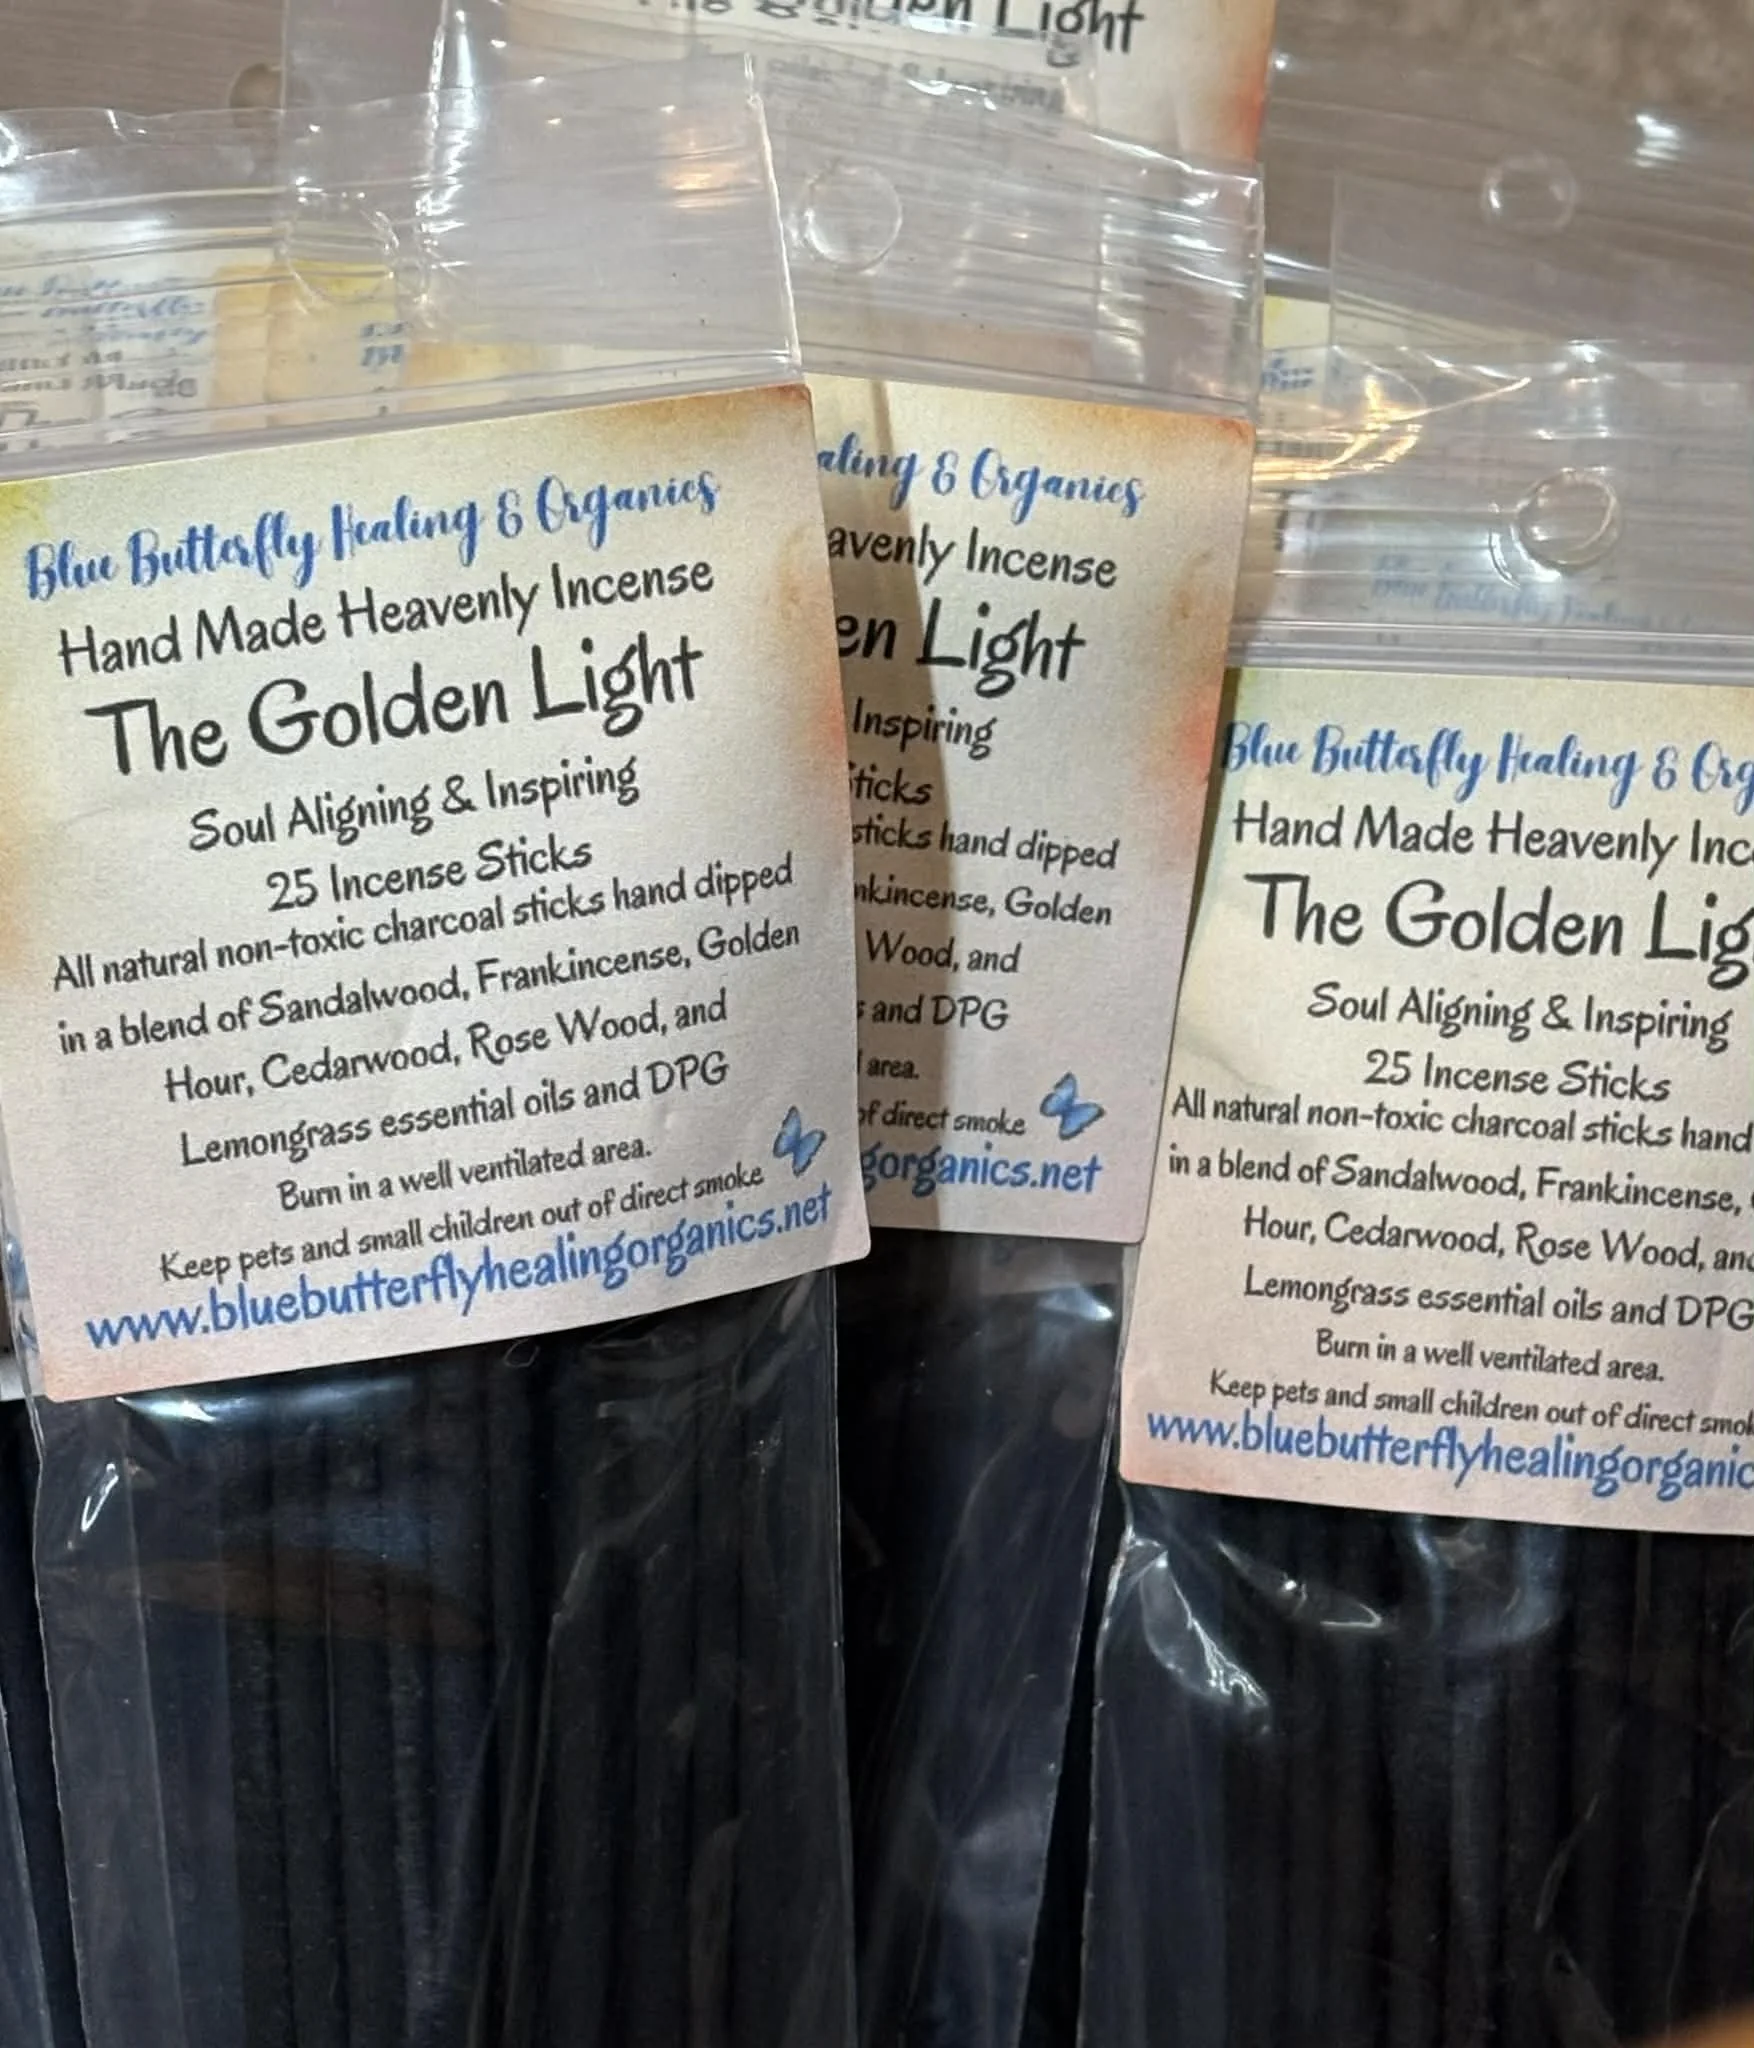 lden Light
Blue Butterfly Healing & Organics
Hand Made Heavenly Incense
The Golden Light
Soul Aligning & Inspiring
25 Incense Sticks
All natural non-toxic charcoal sticks hand dipped
in a blend of Sandalwood, Frankincense, Golden
Hour, Cedarwood, Rose Wood, and
Lemongrass essential oils and DPG
Burn in a well ventilated area.
Keep pets and small children out of direct smoke
www.bluebutterflyhealingorganics.net
aling & Organics
avenly Incense
en Light
Inspiring
ticks
sticks hand dipped
nkincense, Golden
Wood, and
s and DPG
area.
of direct smoke
gorganics.net
Blue Butterfly Healing & Org
Hand Made Heavenly Inc
The Golden Lig
Soul Aligning & Inspiring
25 Incense Sticks
All natural non-toxic charcoal sticks hand
in a blend of Sandalwood, Frankincense,
Hour, Cedarwood, Rose Wood, and
Lemongrass essential oils and DPG
Burn in a well ventilated area.
Keep pets and small children out of direct smok
www.bluebutterflyhealingorganic